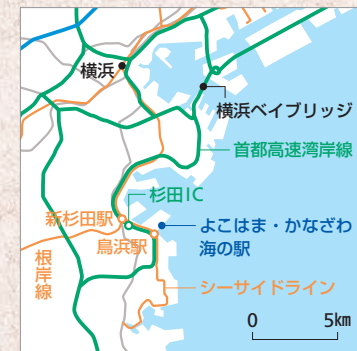 横浜
横浜ベイブリッジ
首都高速湾岸線
杉田IC
新杉田駅
鳥浜駅
よこはま・かなざわ
海の駅
根岸線
シーサイドライン
0 5㎞